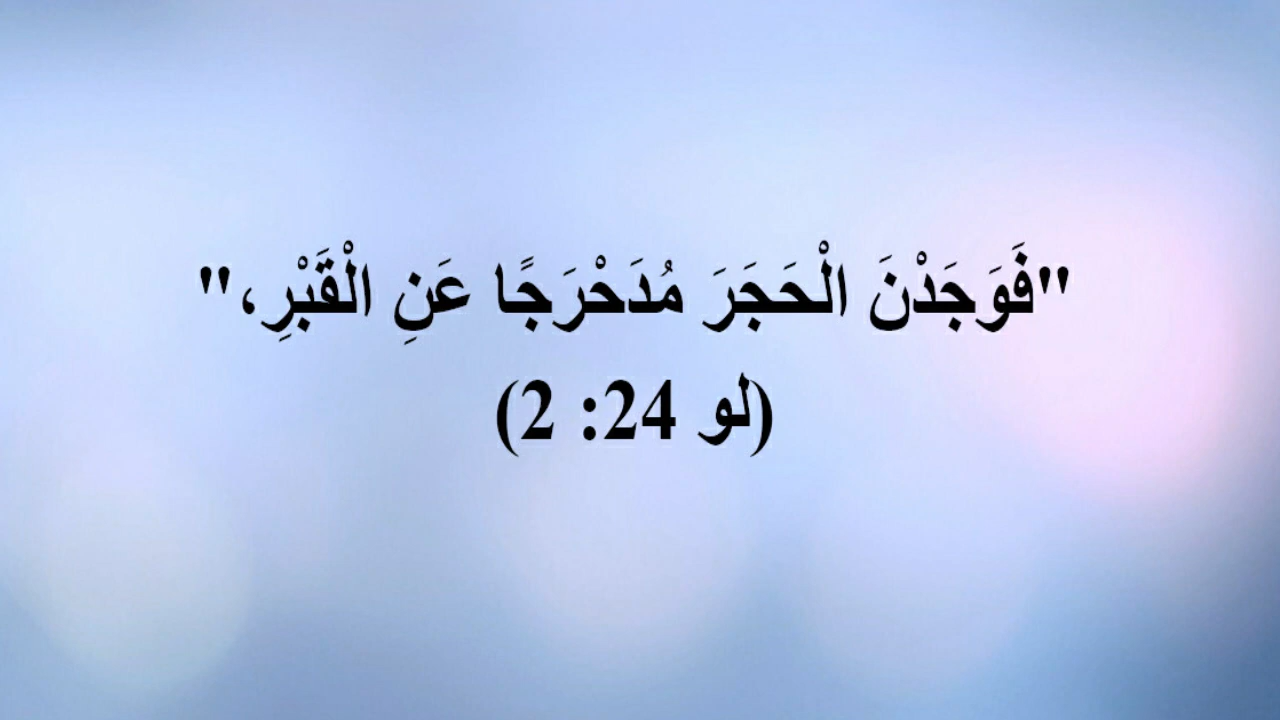 "فَوَجَدْنَ الْحَجَرَ مُدَحْرَجًا عَنِ الْقَبْرِ،"
(لو 24: 2)